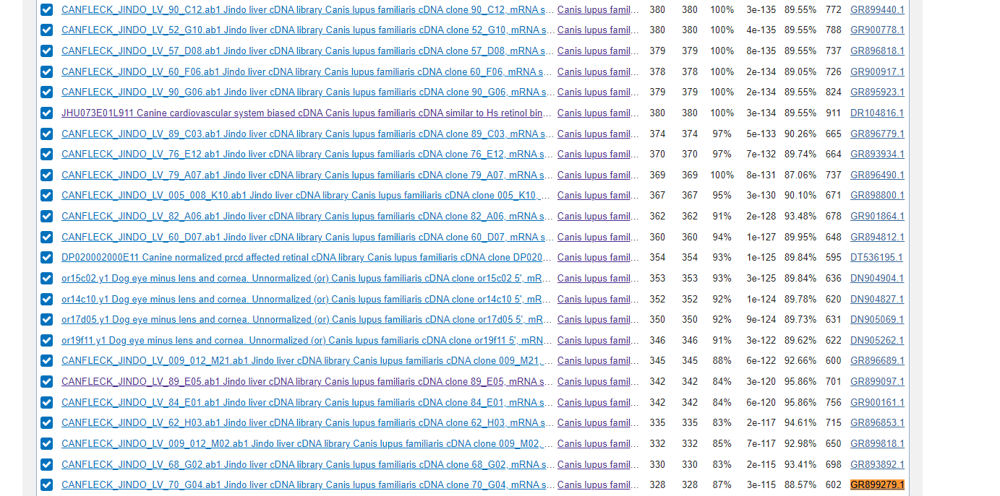 CANFLECK_JINDO_LV_90_C12.ab1 Jindo liver cDNA library Canis lupus familiaris cDNA clone 90_C12, mRNA s... Canis lupus famil... 380 380 100% 3e-135 89.55% 772 GR899440.1
CANFLECK_JINDO_LV_52_G10.ab1 Jindo liver cDNA library Canis lupus familiaris cDNA clone 52_G10, mRNA s... Canis lupus famil... 380 380 100% 4e-135 89.55% 788 GR900778.1
CANFLECK_JINDO_LV_57_D08.ab1 Jindo liver cDNA library Canis lupus familiaris cDNA clone 57_D08, mRNA s... Canis lupus famil... 379 379 100% 8e-135 89.55% 737 GR896818.1
CANFLECK_JINDO_LV_60_F06.ab1 Jindo liver cDNA library Canis lupus familiaris cDNA clone 60_F06, mRNA s... Canis lupus famil... 378 378 100% 2e-134 89.05% 726 GR900917.1
CANFLECK_JINDO_LV_90_G06.ab1 Jindo liver cDNA library Canis lupus familiaris cDNA clone 90_G06, mRNA s... Canis lupus famil... 379 379 100% 2e-134 89.55% 824 GR895923.1
JHU073E01L911 Canine cardiovascular system biased cDNA Canis lupus familiaris cDNA similar to Hs retinol bin... Canis lupus famil... 380 380 100% 3e-134 89.55% 911 DR104816.1
CANFLECK_JINDO_LV_89_C03.ab1 Jindo liver cDNA library Canis lupus familiaris cDNA clone 89_C03, mRNA s... Canis lupus famil... 374 374 97% 5e-133 90.26% 665 GR896779.1
CANFLECK_JINDO_LV_76_E12.ab1 Jindo liver cDNA library Canis lupus familiaris cDNA clone 76_E12, mRNA s... Canis lupus famil... 370 370 97% 7e-132 89.74% 664 GR893934.1
CANFLECK_JINDO_LV_79_A07.ab1 Jindo liver cDNA library Canis lupus familiaris cDNA clone 79_A07, mRNA s... Canis lupus famil... 369 369 100% 8e-131 87.06% 737 GR896490.1
CANFLECK_JINDO_LV_005_008_K10.ab1 Jindo liver cDNA library Canis lupus familiaris cDNA clone 005_K10, ... Canis lupus famil... 367 367 95% 3e-130 90.10% 671 GR898800.1
CANFLECK_JINDO_LV_82_A06.ab1 Jindo liver cDNA library Canis lupus familiaris cDNA clone 82_A06, mRNA s... Canis lupus famil... 362 362 91% 2e-128 93.48% 678 GR901864.1
CANFLECK_JINDO_LV_60_D07.ab1 Jindo liver cDNA library Canis lupus familiaris cDNA clone 60_D07, mRNA s... Canis lupus famil... 360 360 94% 1e-127 89.95% 648 GR894812.1
DP020002000E11 Canine normalized prcd affected retinal cDNA library Canis lupus familiaris cDNA clone DP020... Canis lupus famil... 354 354 93% 1e-125 89.84% 595 DT536195.1
or15c02.y1 Dog eye minus lens and cornea. Unnormalized (or) Canis lupus familiaris cDNA clone or15c02 5', mR... Canis lupus famil... 353 353 93% 3e-125 89.84% 636 DN904904.1
or14c10.y1 Dog eye minus lens and cornea. Unnormalized (or) Canis lupus familiaris cDNA clone or14c10 5', mR... Canis lupus famil... 352 352 92% 1e-124 89.78% 620 DN904827.1
or17d05.y1 Dog eye minus lens and cornea. Unnormalized (or) Canis lupus familiaris cDNA clone or17d05 5', mR... Canis lupus famil... 350 350 92% 9e-124 89.73% 631 DN905069.1
or19f11.y1 Dog eye minus lens and cornea. Unnormalized (or) Canis lupus familiaris cDNA clone or19f11 5', mRN... Canis lupus famil... 346 346 91% 3e-122 89.62% 622 DN905262.1
CANFLECK_JINDO_LV_009_012_M21.ab1 Jindo liver cDNA library Canis lupus familiaris cDNA clone 009_M21, ... Canis lupus famil... 345 345 88% 6e-122 92.66% 600 GR896689.1
CANFLECK_JINDO_LV_89_E05.ab1 Jindo liver cDNA library Canis lupus familiaris cDNA clone 89_E05, mRNA s... Canis lupus famil... 342 342 84% 3e-120 95.86% 701 GR899097.1
CANFLECK_JINDO_LV_84_E01.ab1 Jindo liver cDNA library Canis lupus familiaris cDNA clone 84_E01, mRNA s... Canis lupus famil... 342 342 84% 6e-120 95.86% 756 GR900161.1
CANFLECK_JINDO_LV_62_H03.ab1 Jindo liver cDNA library Canis lupus familiaris cDNA clone 62_H03, mRNA s... Canis lupus famil... 335 335 83% 2e-117 94.61% 715 GR896853.1
CANFLECK_JINDO_LV_009_012_M02.ab1 Jindo liver cDNA library Canis lupus familiaris cDNA clone 009_M02, ... Canis lupus famil... 332 332 85% 7e-117 92.98% 650 GR899818.1
CANFLECK_JINDO_LV_68_G02.ab1 Jindo liver cDNA library Canis lupus familiaris cDNA clone 68_G02, mRNA s... Canis lupus famil... 330 330 83% 2e-115 93.41% 698 GR893892.1
CANFLECK_JINDO_LV_70_G04.ab1 Jindo liver cDNA library Canis lupus familiaris cDNA clone 70_G04, mRNA s... Canis lupus famil... 328 328 87% 3e-115 88.57% 602 GR899279.1